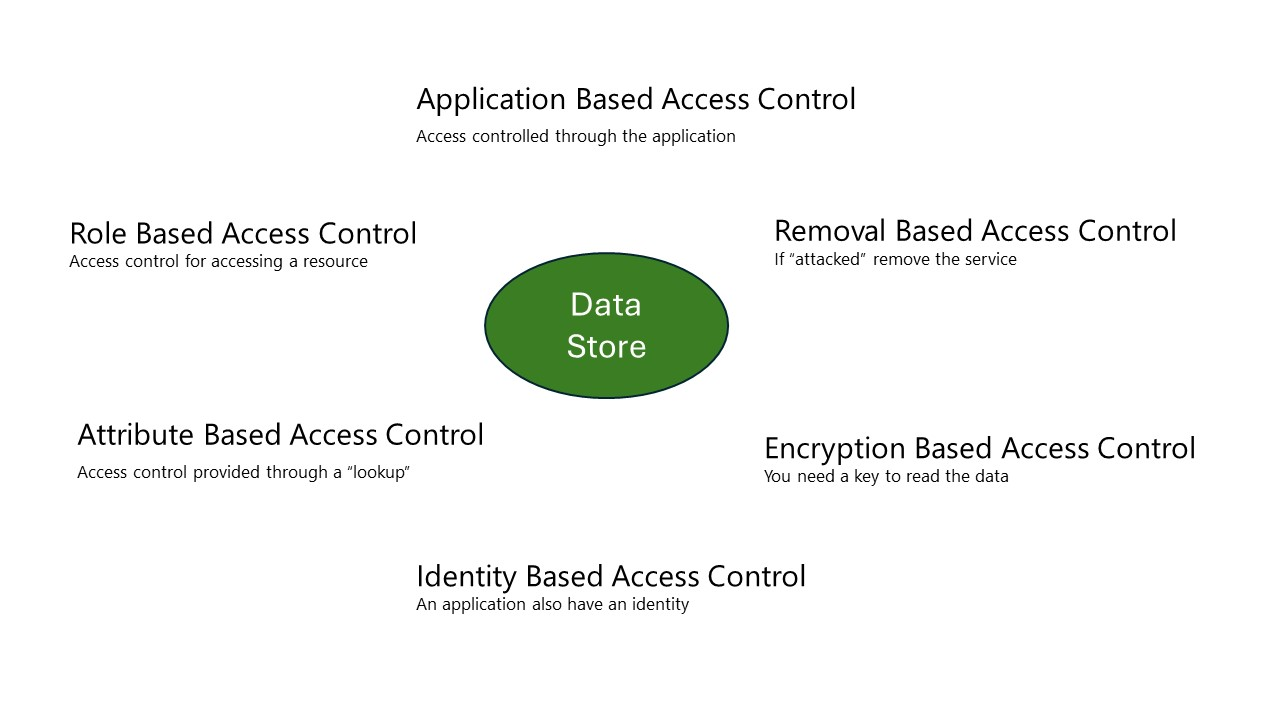 Application Based Access Control
Access controlled through the application
Role Based Access Control
Access control for accessing a resource
Removal Based Access Control
If “attacked” remove the service
Data
Store
Attribute Based Access Control
Access control provided through a “lookup”
Encryption Based Access Control
You need a key to read the data
Identity Based Access Control
An application also have an identity